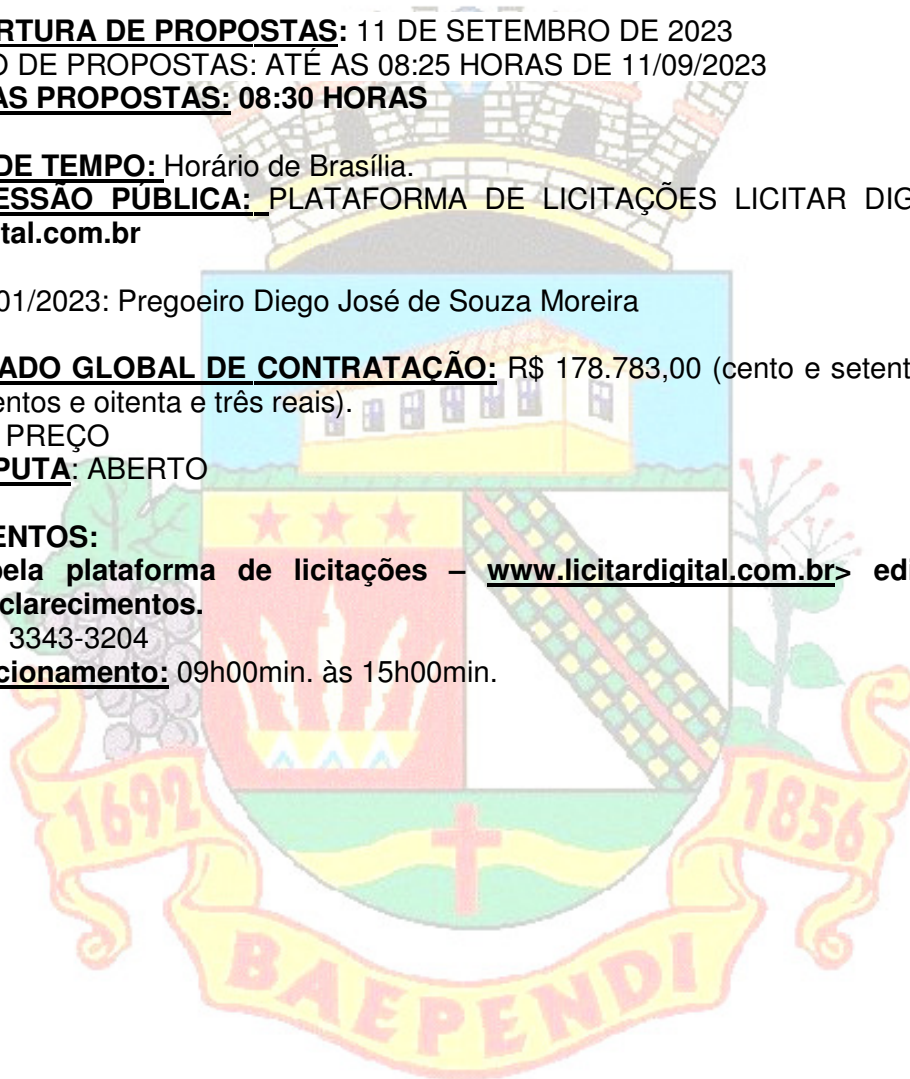 RTURA DE PROPOSTAS: 11 DE SETEMBRO DE 2023
O DE PROPOSTAS: ATÉ AS 08:25 HORAS DE 11/09/2023
AS PROPOSTAS: 08:30 HORAS
DE TEMPO: Horário de Brasília.
ESSÃO PÚBLICA: PLATAFORMA DE LICITAÇÕES LICITAR DIG
tal.com.br
01/2023: Pregoeiro Diego José de Souza Moreira
ADO GLOBAL DE CONTRATAÇÃO: R$ 178.783,00 (cento e setent
entos e oitenta e três reais).
PREÇO
PUTA: ABERTO
ENTOS:
pela plataforma de licitações – www.licitardigital.com.br> edi
clarecimentos.
3343-3204
cionamento: 09h00min. às 15h00min.
1692
1856
BAEPENDI